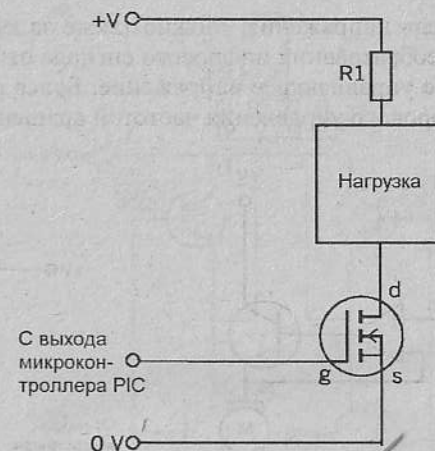 +V
R1
Нагрузка
d
С выхода
микрокон-
троллера PIC
g
s
0 V